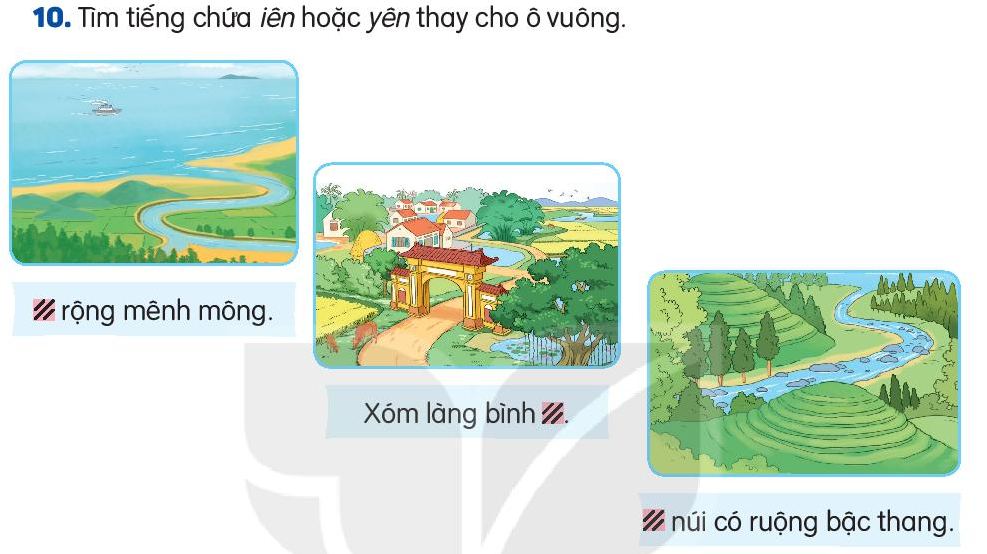 10. Tìm tiếng chứa iên hoặc yên thay cho ô vuông.
rộng mênh mông.
Xóm làng bình .
núi có ruộng bậc thang.